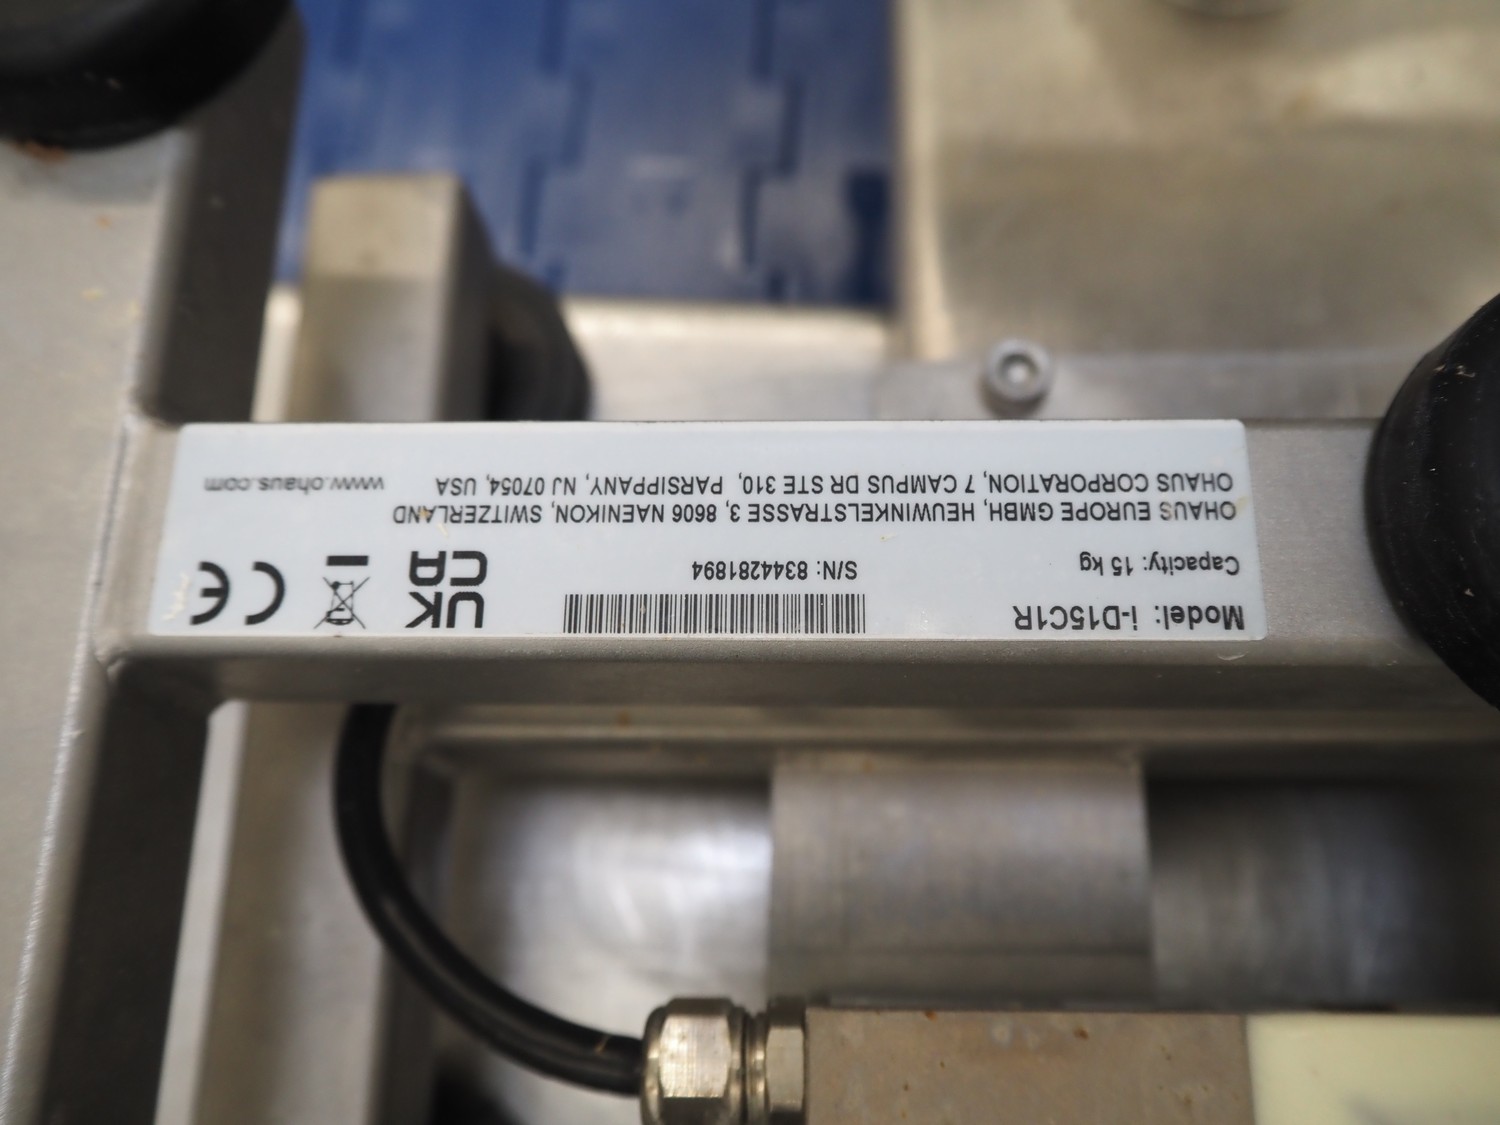 Model: i-D15C1R
Capacity: 15 kg
S/N: 8344281894
UK
CA
CE
OHAUS EUROPE GMBH, HEUWINKELSTRASSE 3, 8606 NAENIKON, SWITZERLAND
OHAUS CORPORATION, 7 CAMPUS DR STE 310, PARSIPPANY, NJ 07054, USA
www.ohaus.com